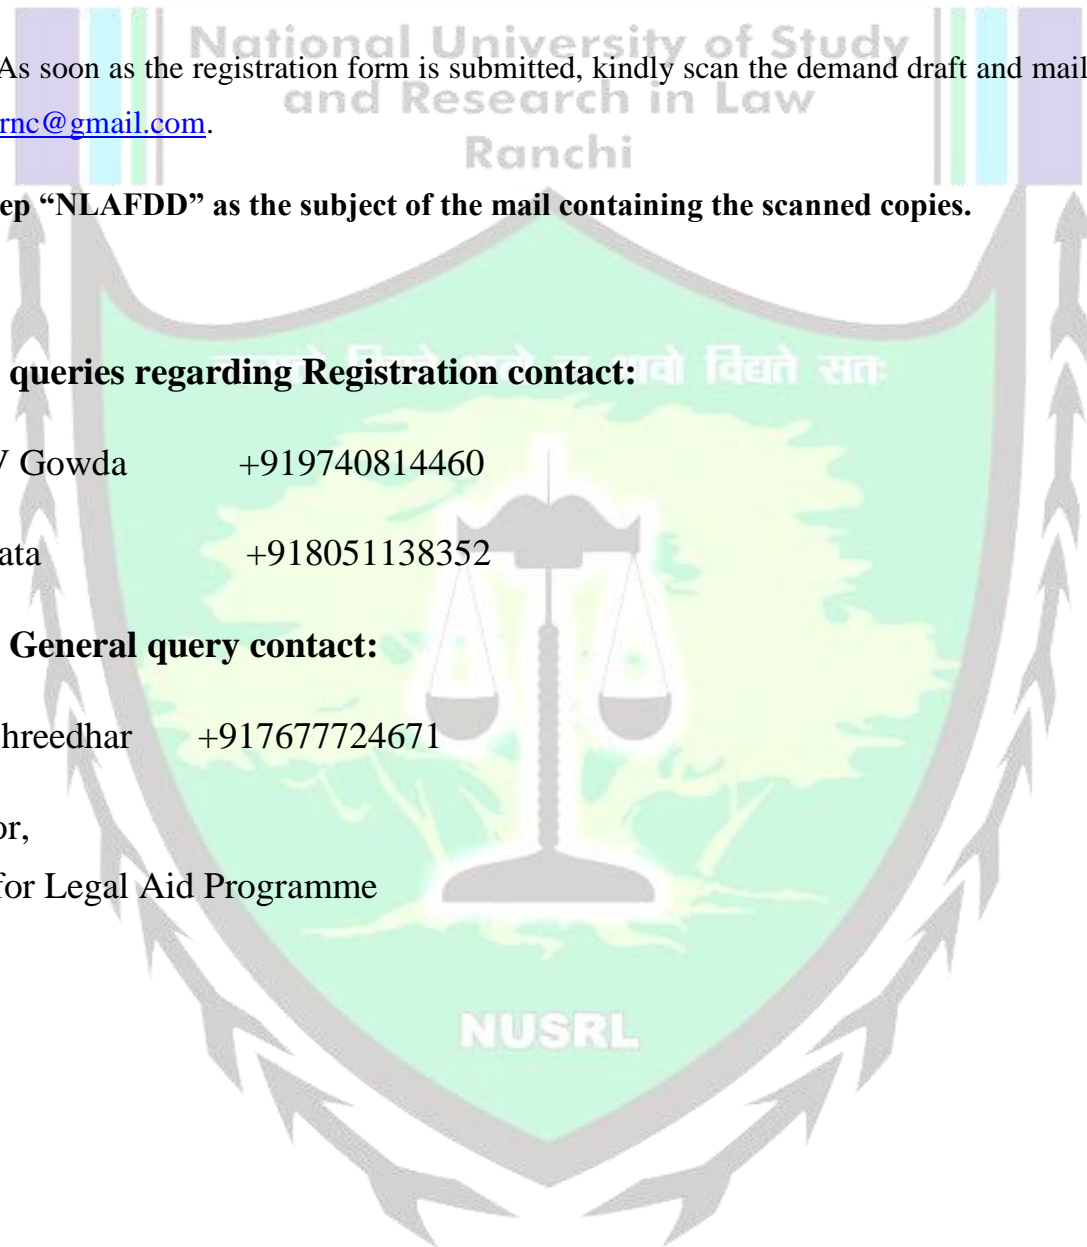 National University of Study
and Research in Law
Ranchi
As soon as the registration form is submitted, kindly scan the demand draft and mail
rnc@gmail.com.
ep “NLAFDD” as the subject of the mail containing the scanned copies.
विद्यते सतः
queries regarding Registration contact:
V Gowda +919740814460
ata +918051138352
General query contact:
hreedhar +917677724671
or,
for Legal Aid Programme
NUSRL